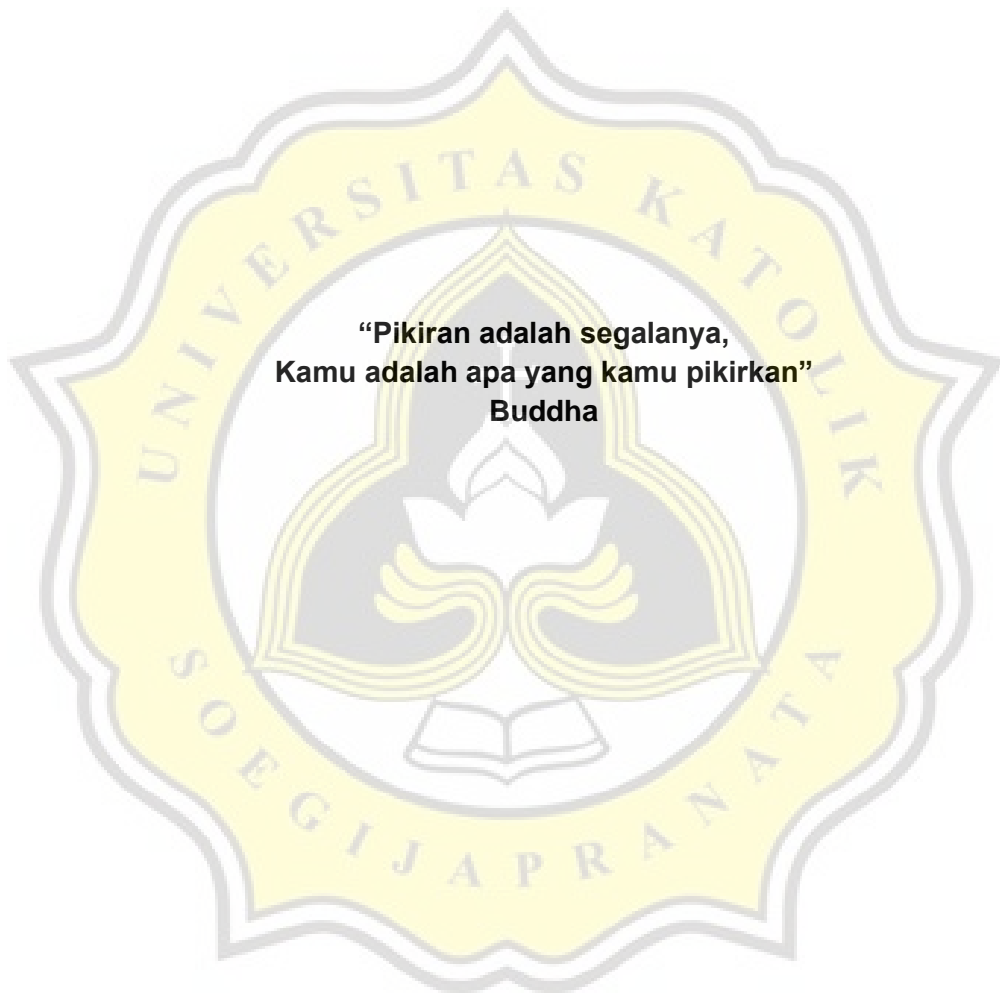 UNIVERSITAS KATOLIK
“Pikiran adalah segalanya,
Kamu adalah apa yang kamu pikirkan”
Buddha
SOEGIJAPRANATA